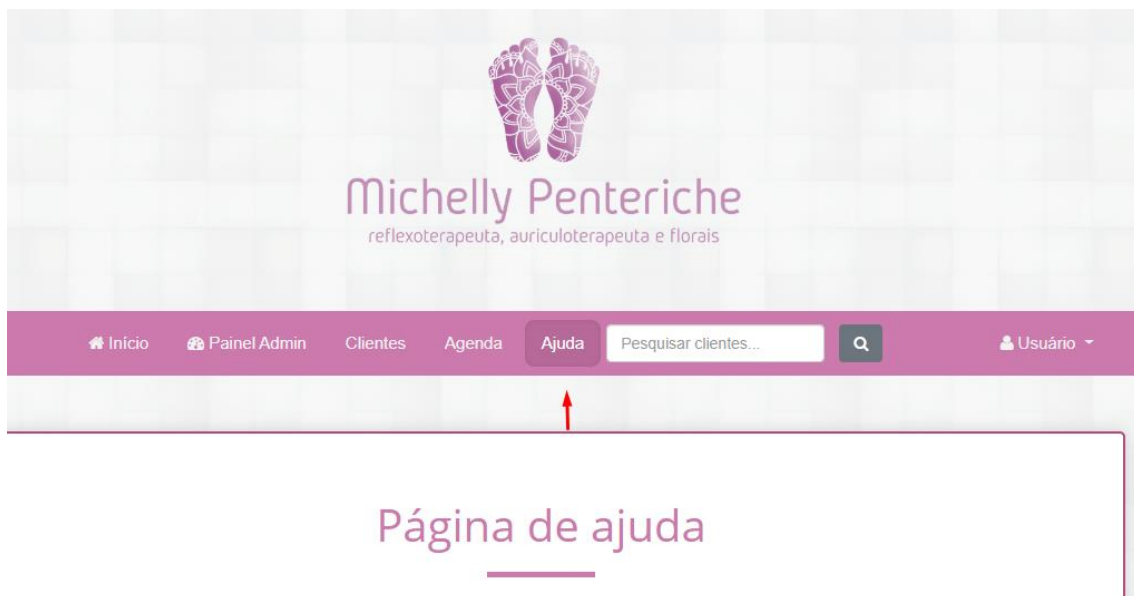 Michelly Penteriche
reflexoterapeuta, auriculoterapeuta e florais
Início Painel Admin Clientes Agenda Ajuda Pesquisar clientes... Usuário
Página de ajuda